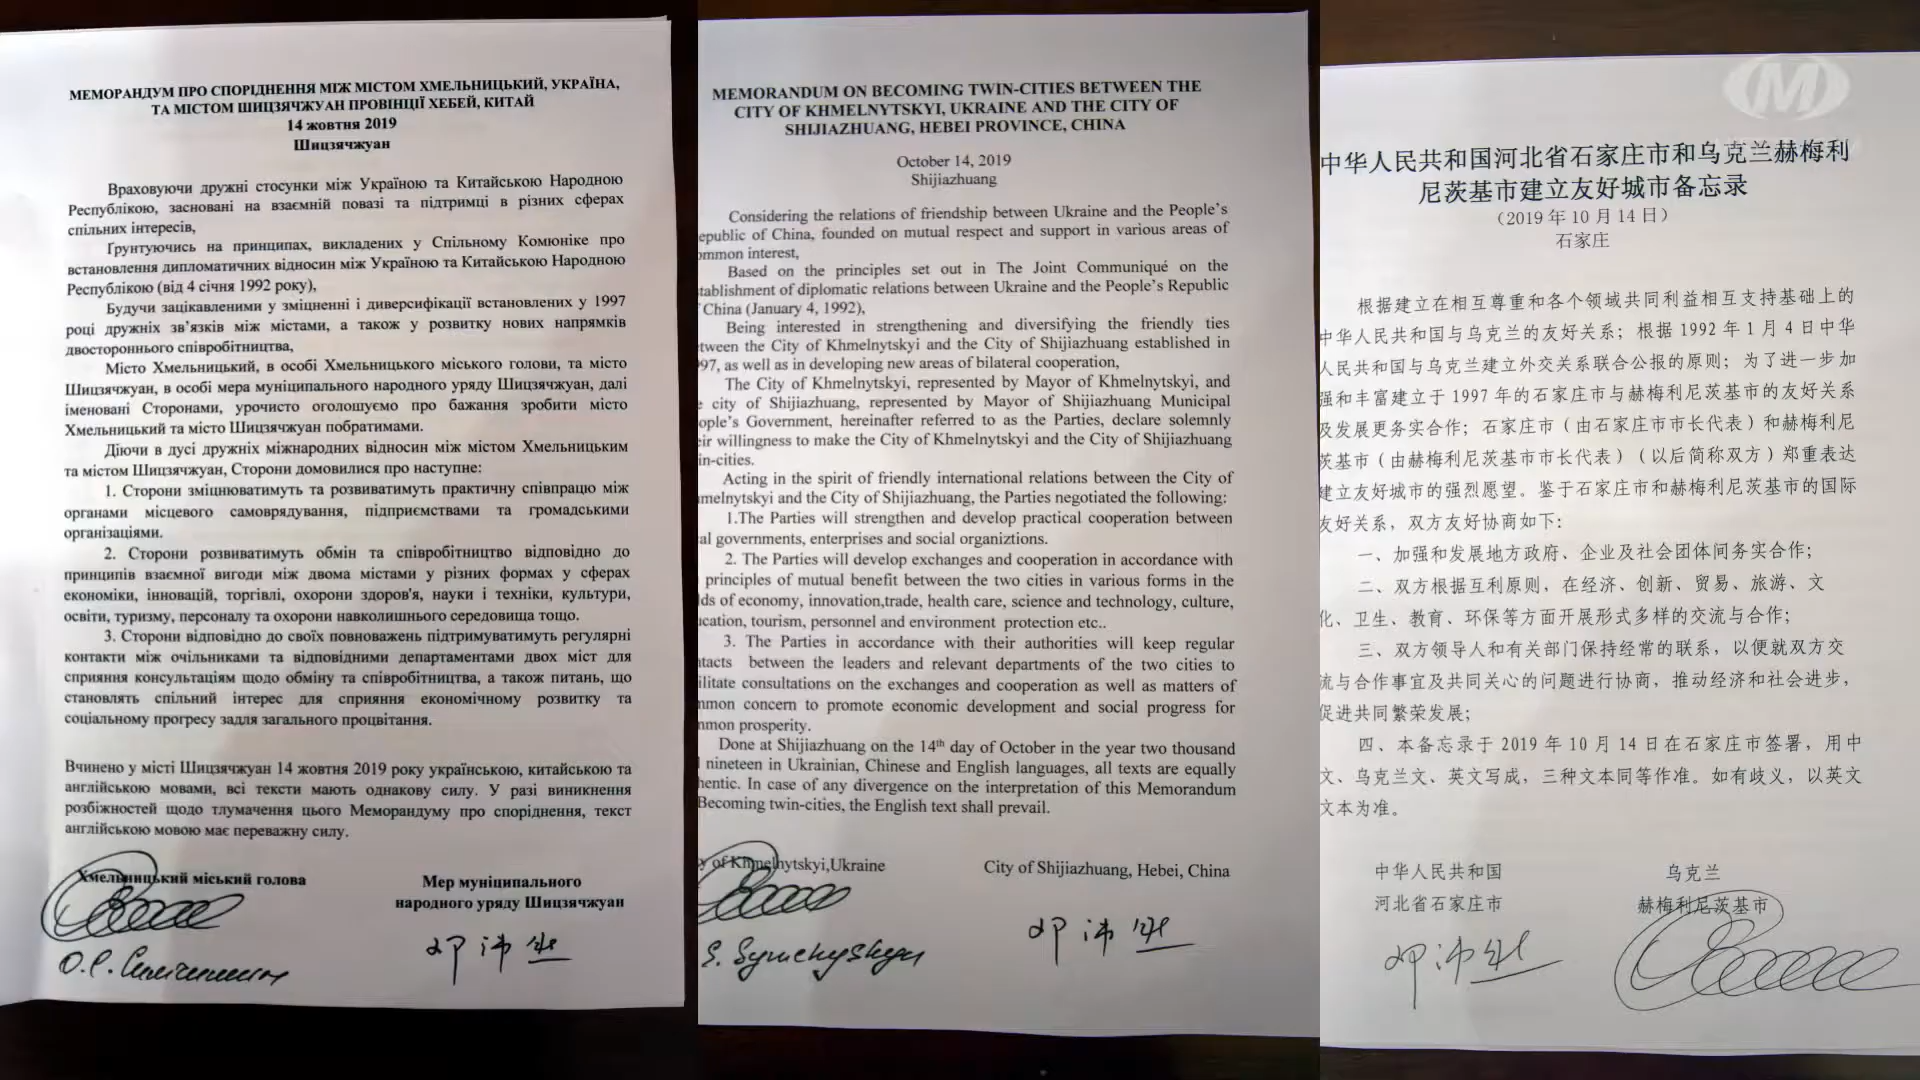 МЕМОРАНДУМ ПРО СПОРІДНЕННЯ МІЖ МІСТОМ ХМЕЛЬНИЦЬКИЙ, УКРАЇНА,
ТА МІСТОМ ШИЦЗЯЧЖУАН ПРОВІНЦІЇ ХЕБЕЙ, КИТАЙ
14 жовтня 2019
Шицзячжуан
Враховуючи дружні стосунки між Україною та Китайською Народною
Республікою, засновані на взаємній повазі та підтримці в різних сферах
спільних інтересів,
Ґрунтуючись на принципах, викладених у Спільному Комюніке про
встановлення дипломатичних відносин між Україною та Китайською Народною
Республікою (від 4 січня 1992 року),
Будучи зацікавленими у зміцненні і диверсифікації встановлених у 1997
році дружніх зв’язків між містами, а також у розвитку нових напрямків
двостороннього співробітництва,
Місто Хмельницький, в особі Хмельницького міського голови, та місто
Шицзячжуан, в особі мера муніципального народного уряду Шицзячжуан, далі
іменовані Сторонами, урочисто оголошуємо про бажання зробити місто
Хмельницький та місто Шицзячжуан побратимами.
Діючи в дусі дружніх міжнародних відносин між містом Хмельницьким
та містом Шицзячжуан, Сторони домовилися про наступне:
1. Сторони зміцнюватимуть та розвиватимуть практичну співпрацю між
органами місцевого самоврядування, підприємствами та громадськими
організаціями.
2. Сторони розвиватимуть обмін та співробітництво відповідно до
принципів взаємної вигоди між двома містами у різних формах у сферах
економіки, інновацій, торгівлі, охорони здоров'я, науки і техніки, культури,
освіти, туризму, персоналу та охорони навколишнього середовища тощо.
3. Сторони відповідно до своїх повноважень підтримуватимуть регулярні
контакти між очільниками та відповідними департаментами двох міст для
сприяння консультаціям щодо обміну та співробітництва, а також питань, що
становлять спільний інтерес для сприяння економічному розвитку та
соціальному прогресу задля загального процвітання.
Вчинено у місті Шицзячжуан 14 жовтня 2019 року українською, китайською та
англійською мовами, всі тексти мають однакову силу. У разі виникнення
розбіжностей щодо тлумачення цього Меморандуму про споріднення, текст
англійською мовою має переважну силу.
Хмельницький міський голова
Мер муніципального
народного уряду Шицзячжуан
MEMORANDUM ON BECOMING TWIN-CITIES BETWEEN THE
CITY OF KHMELNYTSKYI, UKRAINE AND THE CITY OF
SHIJIAZHUANG, HEBEI PROVINCE, CHINA
October 14, 2019
Shijiazhuang
Considering the relations of friendship between Ukraine and the People’s
epublic of China, founded on mutual respect and support in various areas of
ommon interest,
Based on the principles set out in The Joint Communiqué on the
tablishment of diplomatic relations between Ukraine and the People's Republic
China (January 4, 1992),
Being interested in strengthening and diversifying the friendly ties
tween the City of Khmelnytskyi and the City of Shijiazhuang established in
97, as well as in developing new areas of bilateral cooperation,
The City of Khmelnytskyi, represented by Mayor of Khmelnytskyi, and
e city of Shijiazhuang, represented by Mayor of Shijiazhuang Municipal
ople's Government, hereinafter referred to as the Parties, declare solemnly
eir willingness to make the City of Khmelnytskyi and the City of Shijiazhuang
in-cities.
Acting in the spirit of friendly international relations between the City of
melnytskyi and the City of Shijiazhuang, the Parties negotiated the following:
1.The Parties will strengthen and develop practical cooperation between
al governments, enterprises and social organiztions.
2. The Parties will develop exchanges and cooperation in accordance with
principles of mutual benefit between the two cities in various forms in the
lds of economy, innovation,trade, health care, science and technology, culture,
ucation, tourism, personnel and environment protection etc..
3. The Parties in accordance with their authorities will keep regular
ntacts between the leaders and relevant departments of the two cities to
ilitate consultations on the exchanges and cooperation as well as matters of
mmon concern to promote economic development and social progress for
mmon prosperity.
Done at Shijiazhuang on the 14th day of October in the year two thousand
nineteen in Ukrainian, Chinese and English languages, all texts are equally
hentic. In case of any divergence on the interpretation of this Memorandum
Becoming twin-cities, the English text shall prevail.
y of Khmelnytskyi,Ukraine
City of Shijiazhuang, Hebei, China
S. Symchyshyn
邓沛然
M
中华人民共和国河北省石家庄市和乌克兰赫梅利
尼茨基市建立友好城市备忘录
（2019 年 10 月 14 日）
石家庄
根据建立在相互尊重和各个领域共同利益相互支持基础上的
中华人民共和国与乌克兰的友好关系；根据 1992 年 1 月 4 日中华
人民共和国与乌克兰建立外交关系联合公报的原则；为了进一步加
强和丰富建立于 1997 年的石家庄市与赫梅利尼茨基市的友好关系
及发展更务实合作；石家庄市（由石家庄市市长代表）和赫梅利尼
茨基市（由赫梅利尼茨基市市长代表）（以后简称双方）郑重表达
建立友好城市的强烈愿望。鉴于石家庄市和赫梅利尼茨基市的国际
友好关系，双方友好协商如下：
一、加强和发展地方政府、企业及社会团体间务实合作；
二、双方根据互利原则，在经济、创新、贸易、旅游、文
化、卫生、教育、环保等方面开展形式多样的交流与合作；
三、双方领导人和有关部门保持经常的联系，以便就双方交
流与合作事宜及共同关心的问题进行协商，推动经济和社会进步，
促进共同繁荣发展；
四、本备忘录于 2019 年 10 月 14 日在石家庄市签署，用中
文、乌克兰文、英文写成，三种文本同等作准。如有歧义，以英文
文本为准。
中华人民共和国
河北省石家庄市
乌克兰
赫梅利尼茨基市